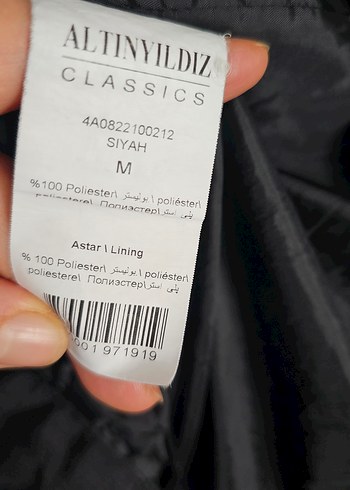 ALTINYILDIZ
CLASSICS
4A0822100212
SIYAH
M
%100 Poliester\ بوليستر \ poliéster\
poliestere\ Полиэстер\پلی استر
Astar \ Lining
% 100 Poliester\ بوليستر \ poliéster\
poliestere\ Полиэстер\پلی استر
001 971919